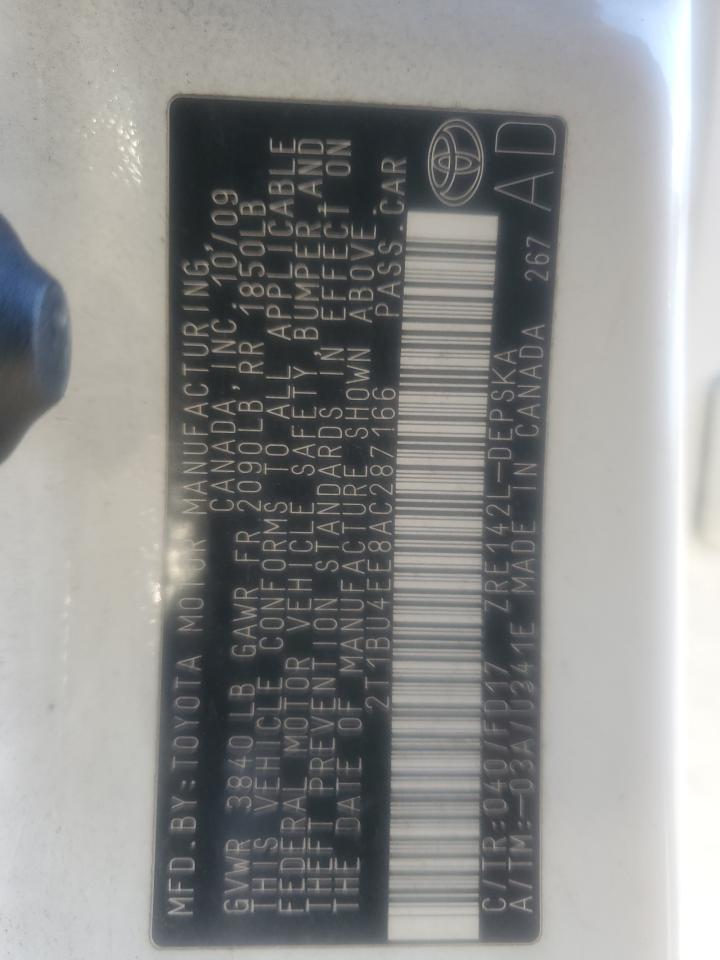 MFD.BY:TOYOTA MOTOR MANUFACTURING,
CANADA,INC 10/09
GVWR 3840 LB GAWR FR 2090LB,RR 1850LB
THIS VEHICLE CONFORMS TO ALL APPLICABLE
FEDERAL MOTOR VEHICLE SAFETY, BUMPER,AND
THEFT PREVENTION STANDARDS IN EFFECT ON
THE DATE OF MANUFACTURE SHOWN ABOVE.
2T1BU4EE8AC287166 PASS.CAR
C/TR:040/FD17 ZRE142L-DEPSKA
A/TM:-03A/U341E MADE IN CANADA 267 AD